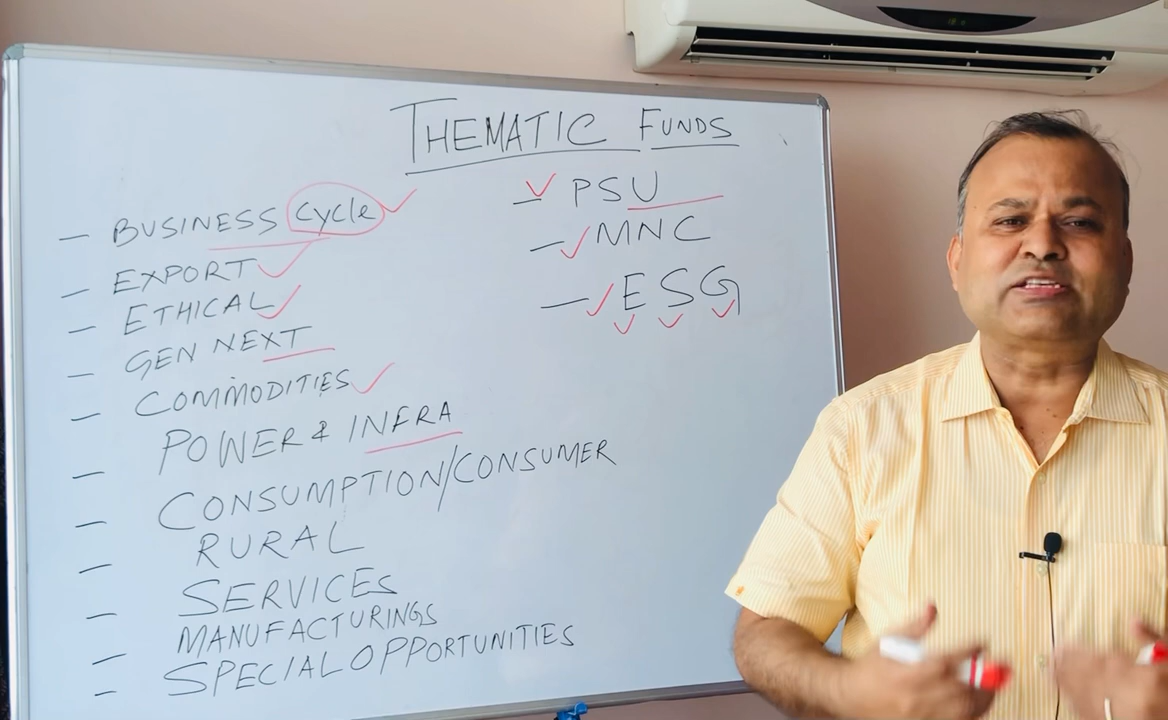 THEMATIC FUNDS
- BUSINESS Cycle
- EXPORT
- ETHICAL
- GEN NEXT
- COMMODITIES
- POWER & INFRA
- CONSUMPTION/CONSUMER
- RURAL
- SERVICES
- MANUFACTURINGS
- SPECIAL OPPORTUNITIES
- PSU
- MNC
- ESG